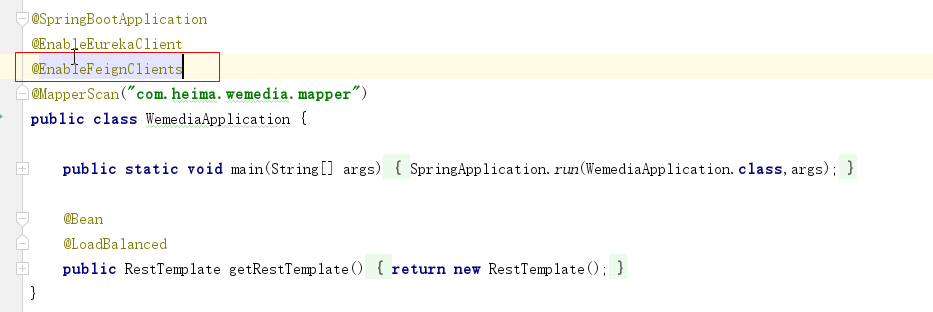 @SpringBootApplication
@EnableEurekaClient
@EnableFeignClients
@MapperScan("com.heima.wemedia.mapper")
public class WemediaApplication {
public static void main(String[] args) { SpringApplication.run(WemediaApplication.class,args); }
@Bean
@LoadBalanced
public RestTemplate getRestTemplate() { return new RestTemplate(); }
}